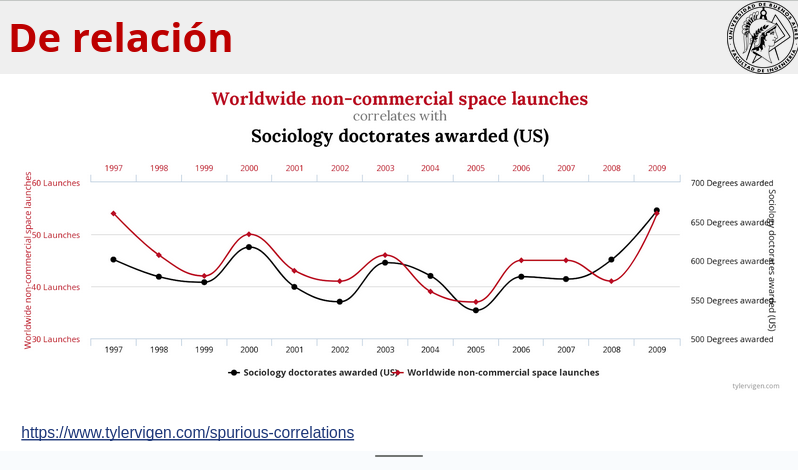 De relación
UNIVERSIDAD DE BUENOS AIRES
FACULTAD DE INGENIERIA
Worldwide non-commercial space launches
correlates with
Sociology doctorates awarded (US)
1997 1998 1999 2000 2001 2002 2003 2004 2005 2006 2007 2008 2009
Worldwide non-commercial space launches
60 Launches
50 Launches
40 Launches
30 Launches
700 Degrees awarded
650 Degrees awarded
600 Degrees awarded
550 Degrees awarded
500 Degrees awarded
Sociology doctorates awarded (US)
1997 1998 1999 2000 2001 2002 2003 2004 2005 2006 2007 2008 2009
Sociology doctorates awarded (US) Worldwide non-commercial space launches
tylervigen.com
https://www.tylervigen.com/spurious-correlations